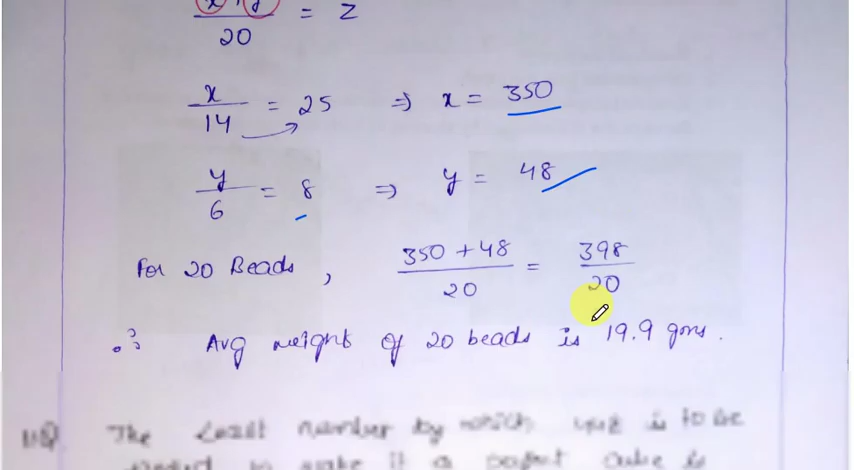 x + y / 20 = z
x / 14 = 25 ⇒ x = 350
y / 6 = 8 ⇒ y = 48
For 20 Beads, 350 + 48 / 20 = 398 / 20
∴ Avg weight of 20 beads is 19.9 gms.
The Least number by which is to be
to make it a perfect cube is